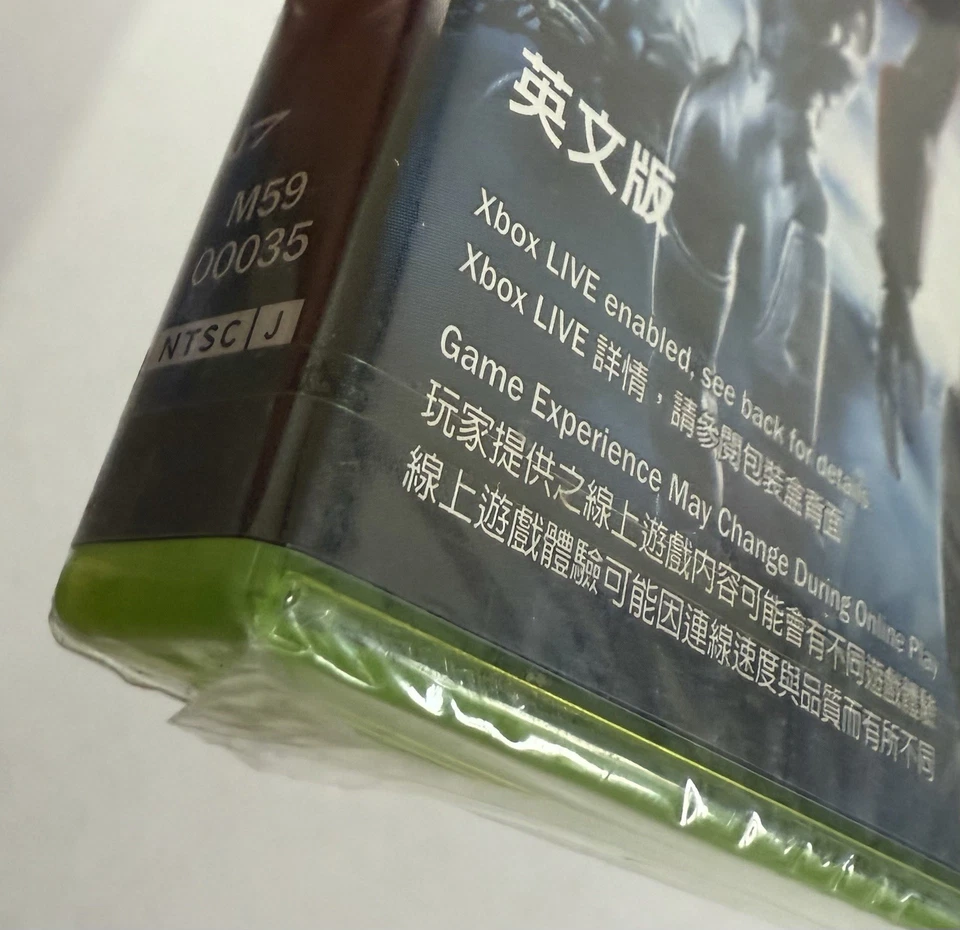 M59
00035
NTSC J
英文版
Xbox LIVE enabled, see back for details
Xbox LIVE 詳情，請參閱包裝盒背面
Game Experience May Change During Online Play
玩家提供之線上遊戲內容可能會有不同遊戲體驗
線上遊戲體驗可能因連線速度與品質而有所不同